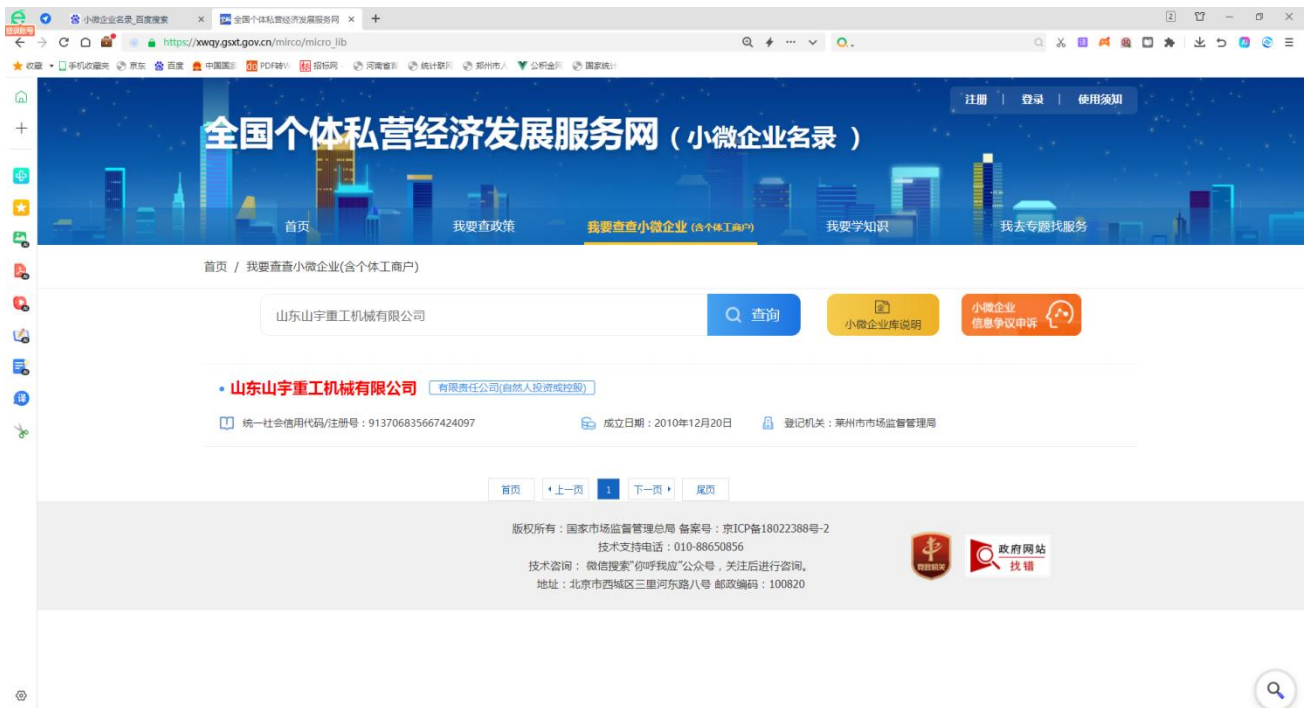 小微企业名录_百度搜索
全国个体私营经济发展服务网
2
登录账号
https://xwqy.gsxt.gov.cn/mirco/micro_lib
收藏
手机收藏夹
京东
百度
招标网
河南省
统计联网
郑州市人
公积金
国家统计
注册 | 登录 | 使用须知
全国个体私营经济发展服务网（小微企业名录）
首页
我要查政策
我要查查小微企业(含个体工商户)
我要学知识
我去专题找服务
首页 / 我要查查小微企业(含个体工商户)
山东山宇重工机械有限公司
查询
小微企业库说明
小微企业
信息争议申诉
山东山宇重工机械有限公司
有限责任公司(自然人投资或控股)
统一社会信用代码/注册号：913706835667424097
成立日期：2010年12月20日
登记机关：莱州市市场监督管理局
首页
上一页
1
下一页
尾页
版权所有：国家市场监督管理总局 备案号：京ICP备18022388号-2
技术支持电话：010-88650856
技术咨询： 微信搜索"你呼我应"公众号，关注后进行咨询。
地址：北京市西城区三里河东路八号 邮政编码：100820
党政机关
政府网站
找错